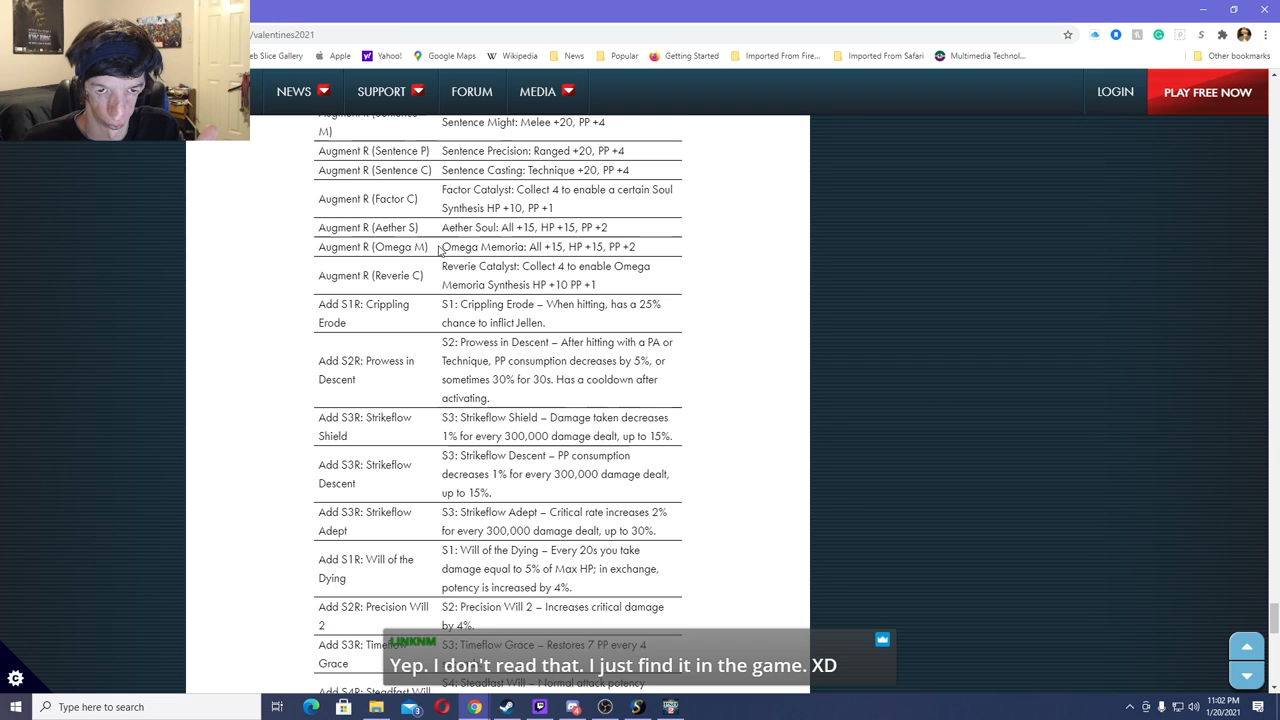 /valentines2021
eb Slice Gallery Apple Yahoo! Google Maps Wikipedia News Popular Getting Started Imported From Fire... Imported From Safari Multimedia Technol... Other bookmarks
NEWS SUPPORT FORUM MEDIA LOGIN PLAY FREE NOW
Augment R (Sentence
M) Sentence Might: Melee +20, PP +4
Augment R (Sentence P) Sentence Precision: Ranged +20, PP +4
Augment R (Sentence C) Sentence Casting: Technique +20, PP +4
Augment R (Factor C) Factor Catalyst: Collect 4 to enable a certain Soul
Synthesis HP +10, PP +1
Augment R (Aether S) Aether Soul: All +15, HP +15, PP +2
Augment R (Omega M) Omega Memoria: All +15, HP +15, PP +2
Augment R (Reverie C) Reverie Catalyst: Collect 4 to enable Omega
Memoria Synthesis HP +10 PP +1
Add S1R: Crippling
Erode
S1: Crippling Erode – When hitting, has a 25%
chance to inflict Jellen.
Add S2R: Prowess in
Descent
S2: Prowess in Descent – After hitting with a PA or
Technique, PP consumption decreases by 5%, or
sometimes 30% for 30s. Has a cooldown after
activating.
Add S3R: Strikeflow
Shield
S3: Strikeflow Shield – Damage taken decreases
1% for every 300,000 damage dealt, up to 15%.
Add S3R: Strikeflow
Descent
S3: Strikeflow Descent – PP consumption
decreases 1% for every 300,000 damage dealt,
up to 15%.
Add S3R: Strikeflow
Adept
S3: Strikeflow Adept – Critical rate increases 2%
for every 300,000 damage dealt, up to 30%.
Add S1R: Will of the
Dying
S1: Will of the Dying – Every 20s you take
damage equal to 5% of Max HP; in exchange,
potency is increased by 4%.
Add S2R: Precision Will
2
S2: Precision Will 2 – Increases critical damage
by 4%.
Add S3R: Timeflow
Grace
S3: Timeflow Grace – Restores 7 PP every 4
Add S4R: Steadfast Will
S4: Steadfast Will – Normal attack potency
LINKNM
Yep. I don't read that. I just find it in the game. XD
Type here to search
11:02 PM
1/20/2021